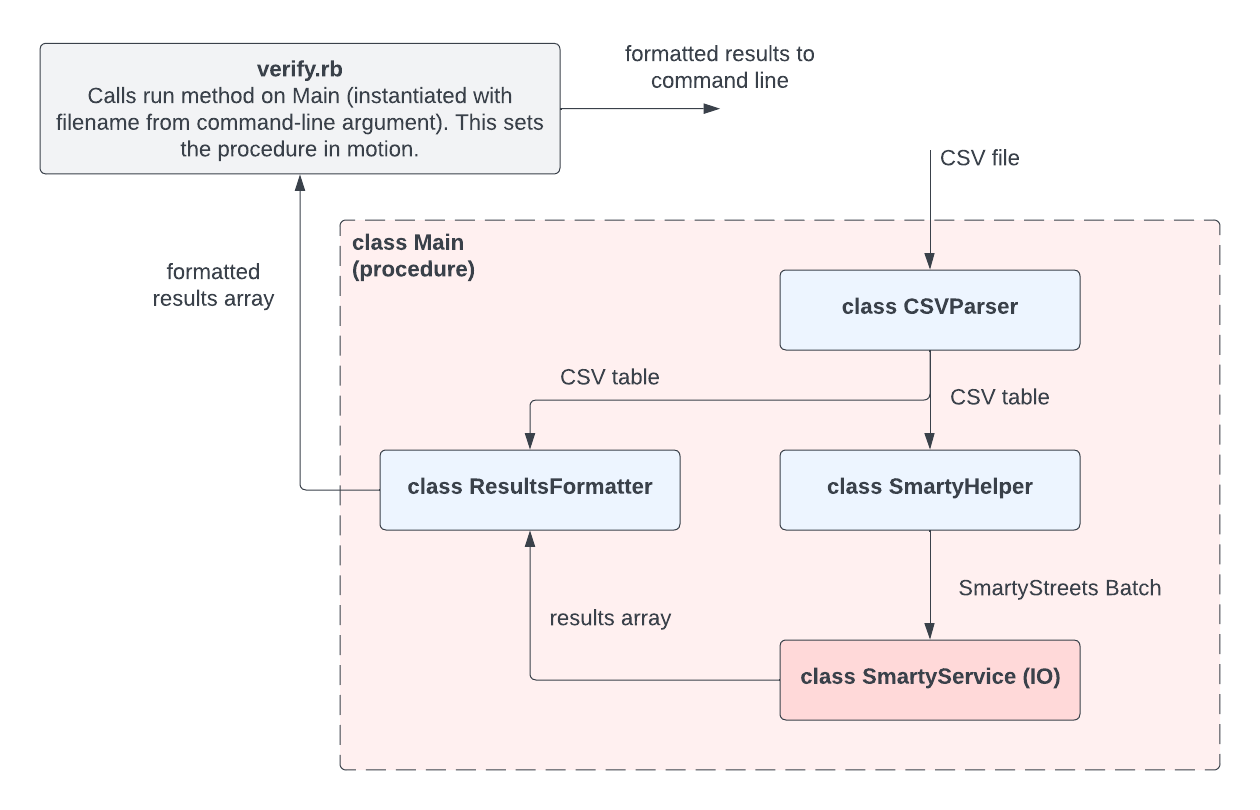 verify.rb
Calls run method on Main (instantiated with
filename from command-line argument). This sets
the procedure in motion.
formatted results to
command line
CSV file
class Main
(procedure)
formatted
results array
class CSVParser
CSV table
CSV table
class ResultsFormatter
class SmartyHelper
SmartyStreets Batch
results array
class SmartyService (IO)